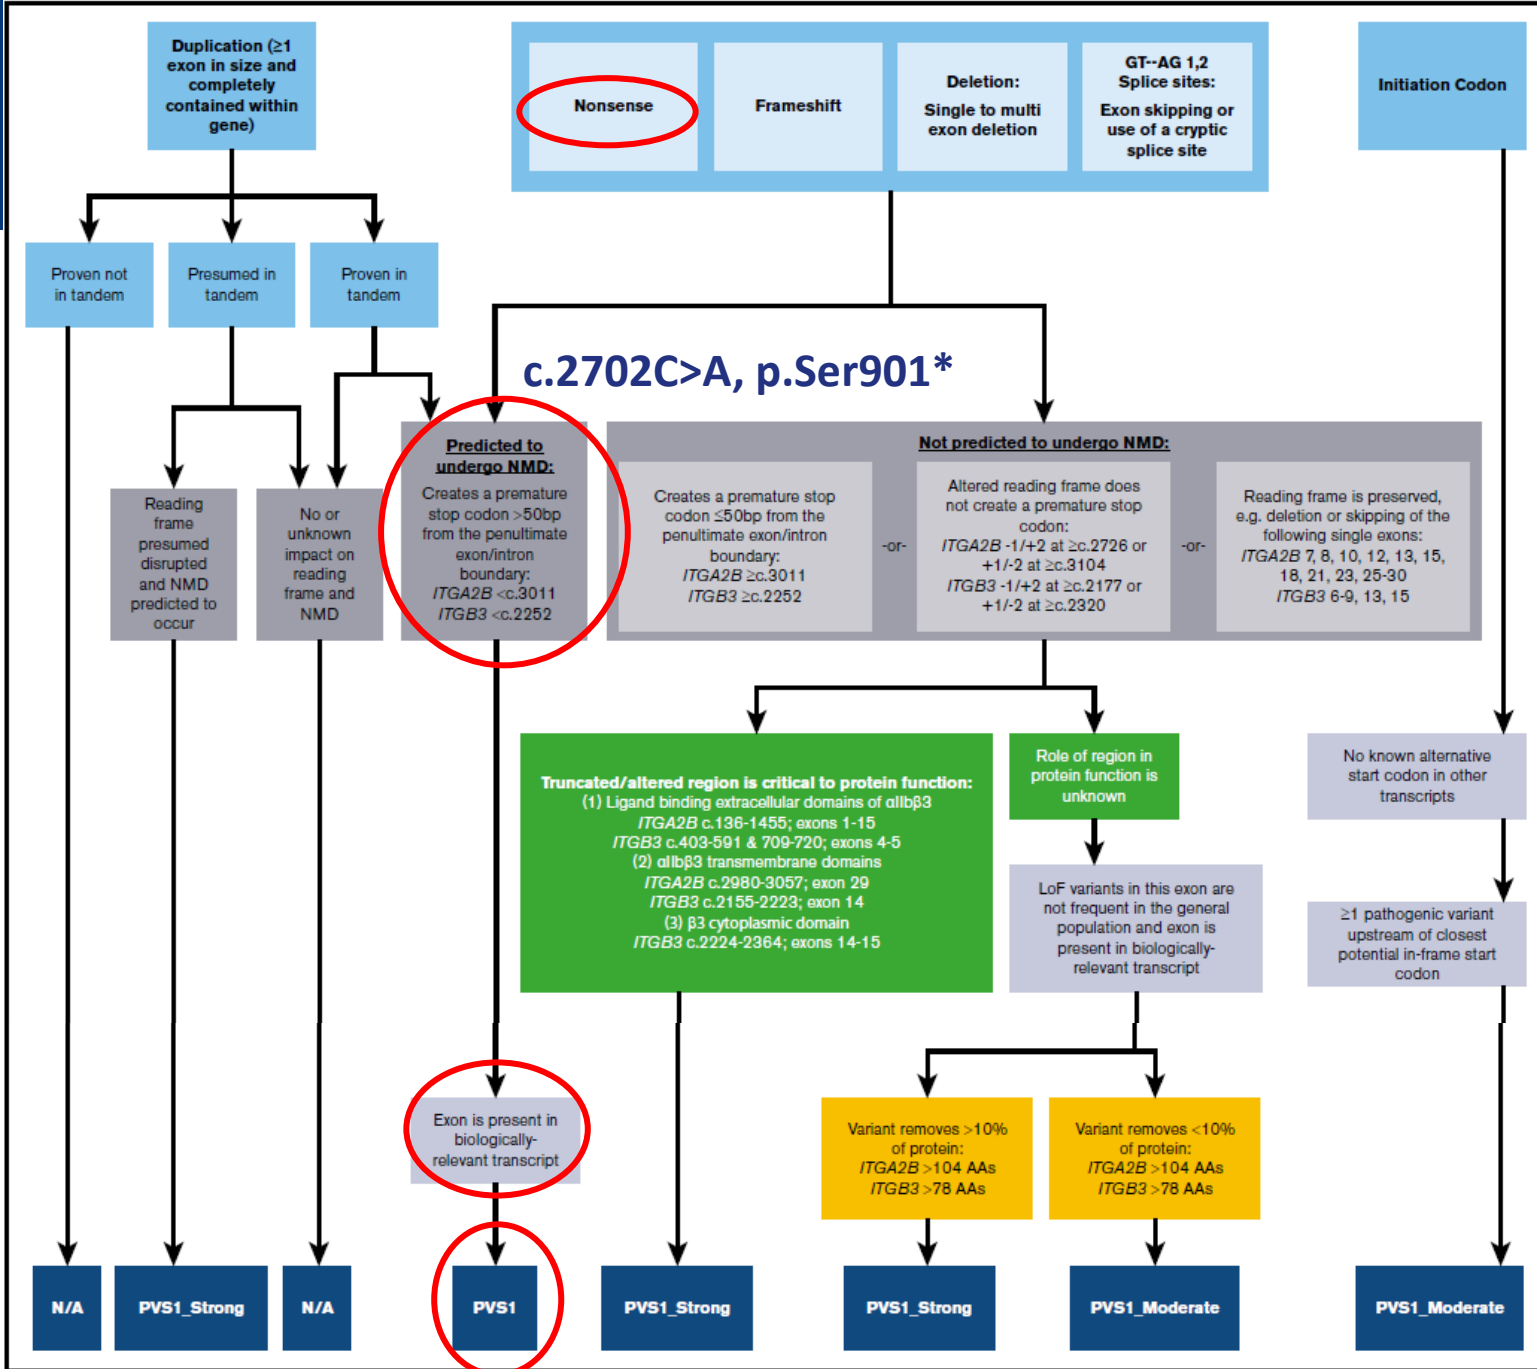 Duplication (≥1
exon in size and
completely
contained within
gene)
Nonsense
Frameshift
Deletion:
Single to multi
exon deletion
GT--AG 1,2
Splice sites:
Exon skipping or
use of a cryptic
splice site
Initiation Codon
Proven not
in tandem
Presumed in
tandem
Proven in
tandem
c.2702C>A, p.Ser901*
Reading
frame
presumed
disrupted
and NMD
predicted to
occur
No or
unknown
impact on
reading
frame and
NMD
Predicted to
undergo NMD:
Creates a premature
stop codon >50bp
from the penultimate
exon/intron
boundary:
ITGA2B <c.3011
ITGB3 <c.2252
Not predicted to undergo NMD:
Creates a premature stop
codon ≤50bp from the
penultimate exon/intron
boundary:
ITGA2B ≥c.3011
ITGB3 ≥c.2252
-or-
Altered reading frame does
not create a premature stop
codon:
ITGA2B -1/+2 at ≥c.2726 or
+1/-2 at ≥c.3104
ITGB3 -1/+2 at ≥c.2177 or
+1/-2 at ≥c.2320
-or-
Reading frame is preserved,
e.g. deletion or skipping of the
following single exons:
ITGA2B 7, 8, 10, 12, 13, 15,
18, 21, 23, 25-30
ITGB3 6-9, 13, 15
Truncated/altered region is critical to protein function:
(1) Ligand binding extracellular domains of αIIbβ3
ITGA2B c.136-1455; exons 1-15
ITGB3 c.403-591 & 709-720; exons 4-5
(2) αIIbβ3 transmembrane domains
ITGA2B c.2980-3057; exon 29
ITGB3 c.2155-2223; exon 14
(3) β3 cytoplasmic domain
ITGB3 c.2224-2364; exons 14-15
Role of region in
protein function is
unknown
No known alternative
start codon in other
transcripts
LoF variants in this exon are
not frequent in the general
population and exon is
present in biologically-
relevant transcript
≥1 pathogenic variant
upstream of closest
potential in-frame start
codon
Exon is present in
biologically-
relevant transcript
Variant removes >10%
of protein:
ITGA2B >104 AAs
ITGB3 >78 AAs
Variant removes <10%
of protein:
ITGA2B >104 AAs
ITGB3 >78 AAs
N/A
PVS1_Strong
N/A
PVS1
PVS1_Strong
PVS1_Strong
PVS1_Moderate
PVS1_Moderate